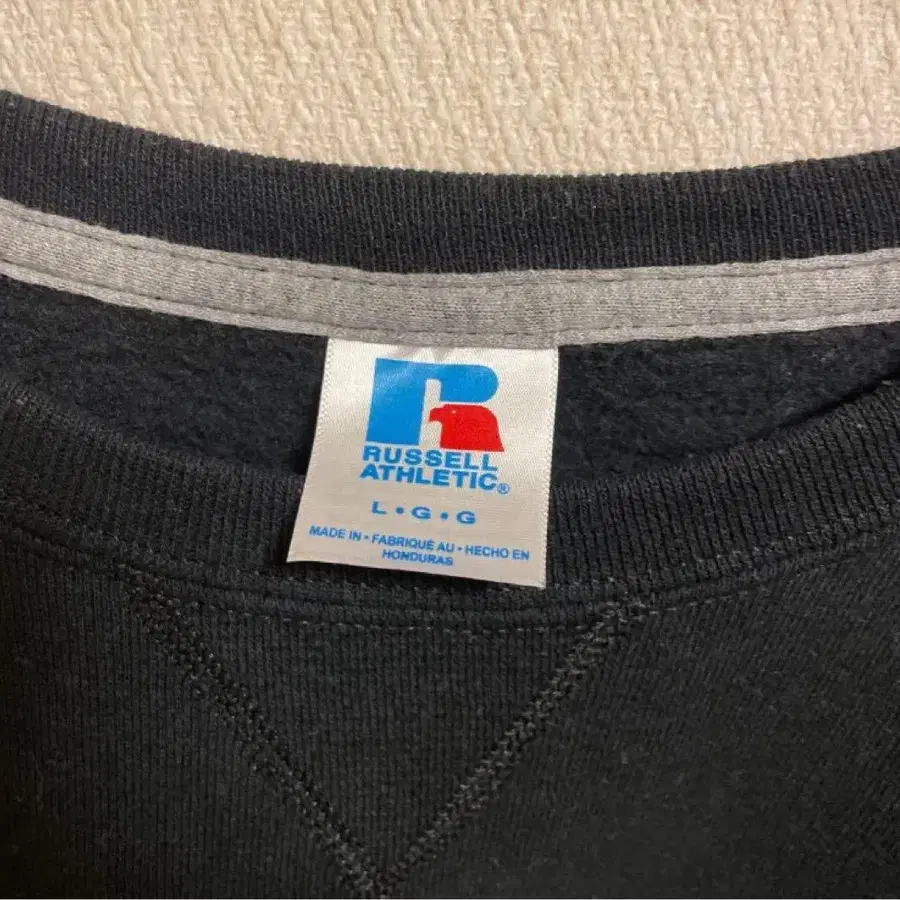 R
RUSSELL
ATHLETIC®
L•G•G
MADE IN • FABRIQUÉ AU • HECHO EN
HONDURAS